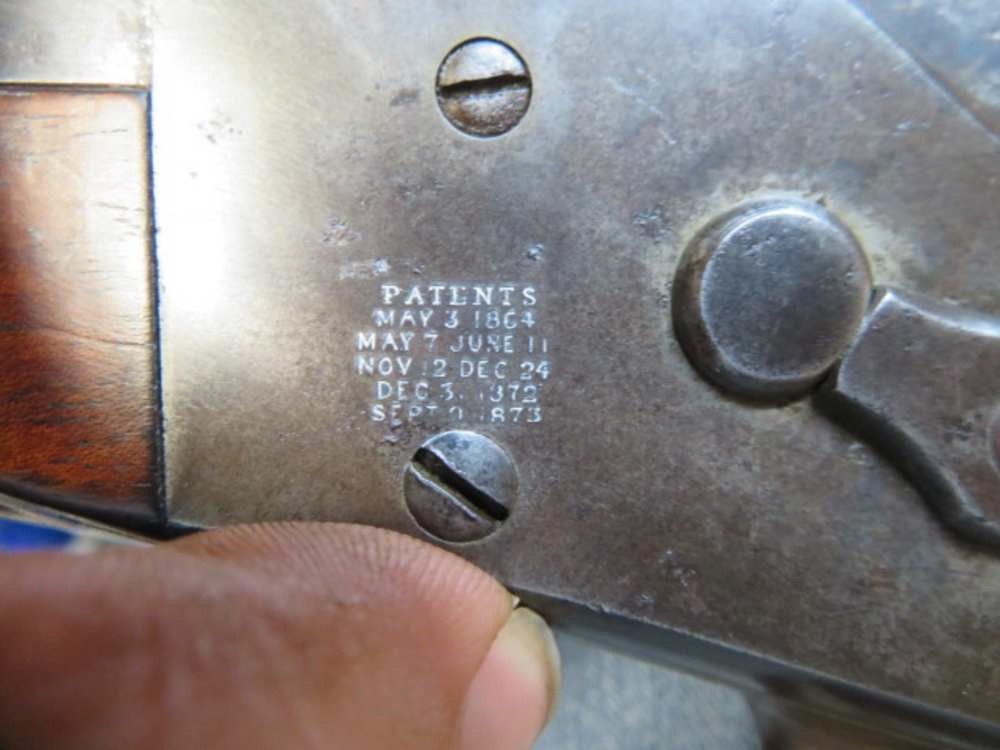 PATENTS
MAY 3 1864
MAY 7 JUNE 11
NOV 12 DEC 24
DEC 3, 1872
SEPT 9 1873